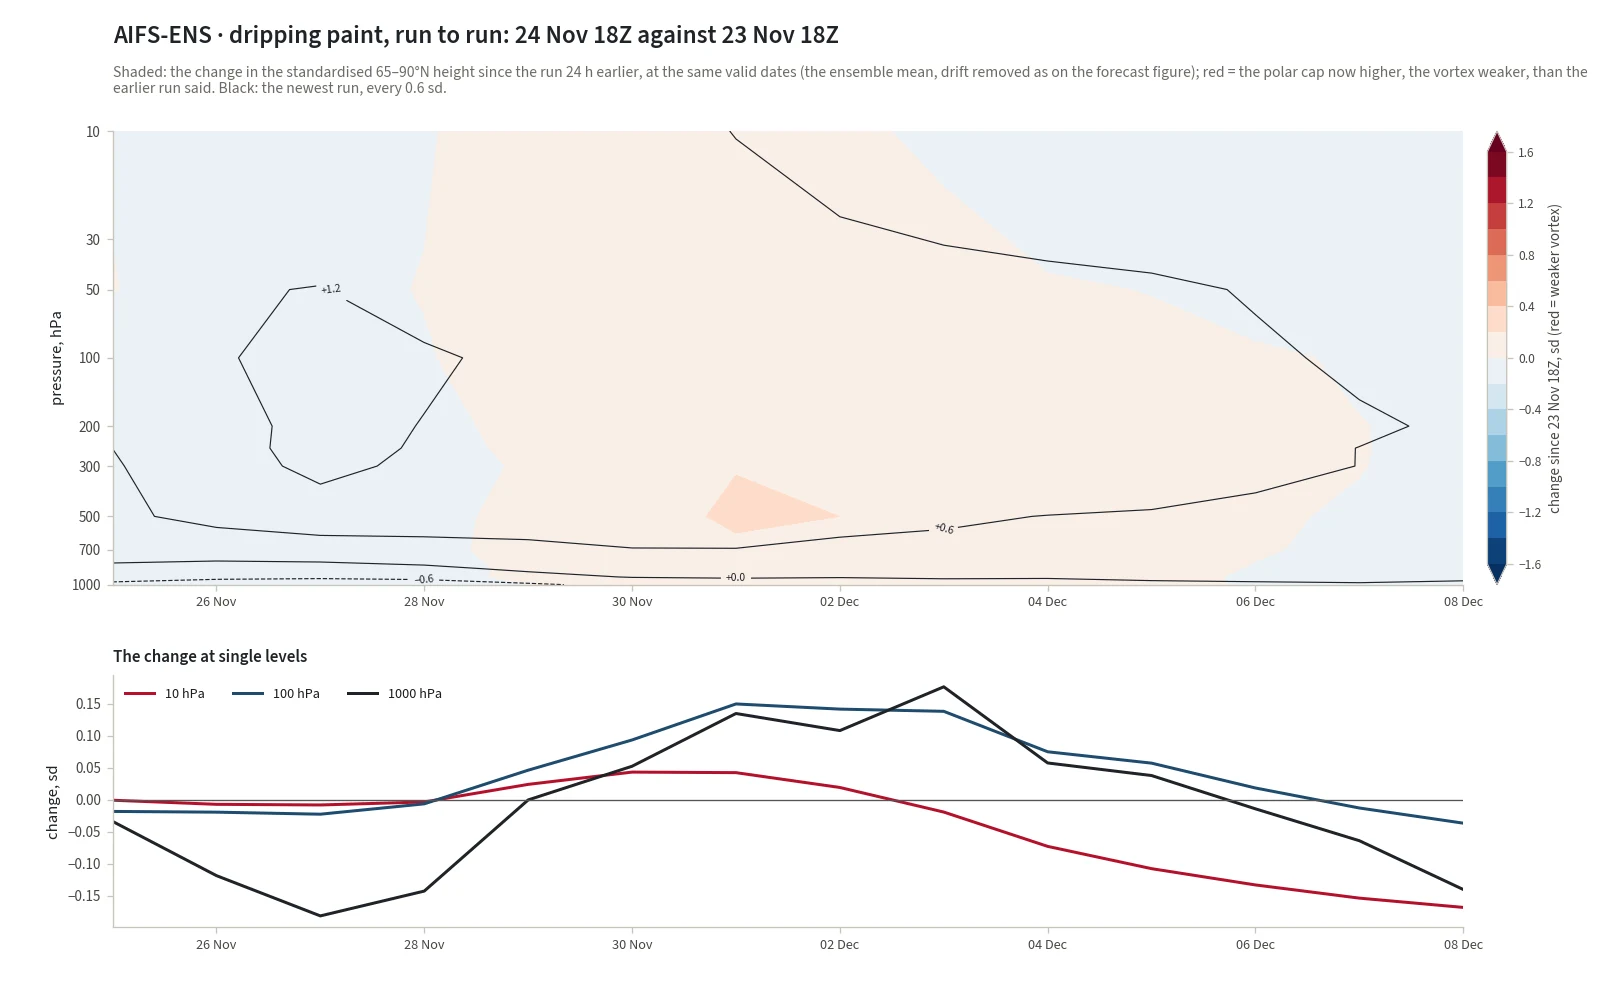 AIFS-ENS · dripping paint, run to run: 24 Nov 18Z against 23 Nov 18Z
Shaded: the change in the standardised 65–90°N height since the run 24 h earlier, at the same valid dates (the ensemble mean, drift removed as on the forecast figure); red = the polar cap now higher, the vortex weaker, than the
earlier run said. Black: the newest run, every 0.6 sd.
pressure, hPa
10
30
50
100
200
300
500
700
1000
+1.2
+0.6
+0.0
−0.6
26 Nov
28 Nov
30 Nov
02 Dec
04 Dec
06 Dec
08 Dec
1.6
1.2
0.8
0.4
0.0
−0.4
−0.8
−1.2
−1.6
change since 23 Nov 18Z, sd (red = weaker vortex)
The change at single levels
10 hPa
100 hPa
1000 hPa
change, sd
0.15
0.10
0.05
0.00
−0.05
−0.10
−0.15
26 Nov
28 Nov
30 Nov
02 Dec
04 Dec
06 Dec
08 Dec